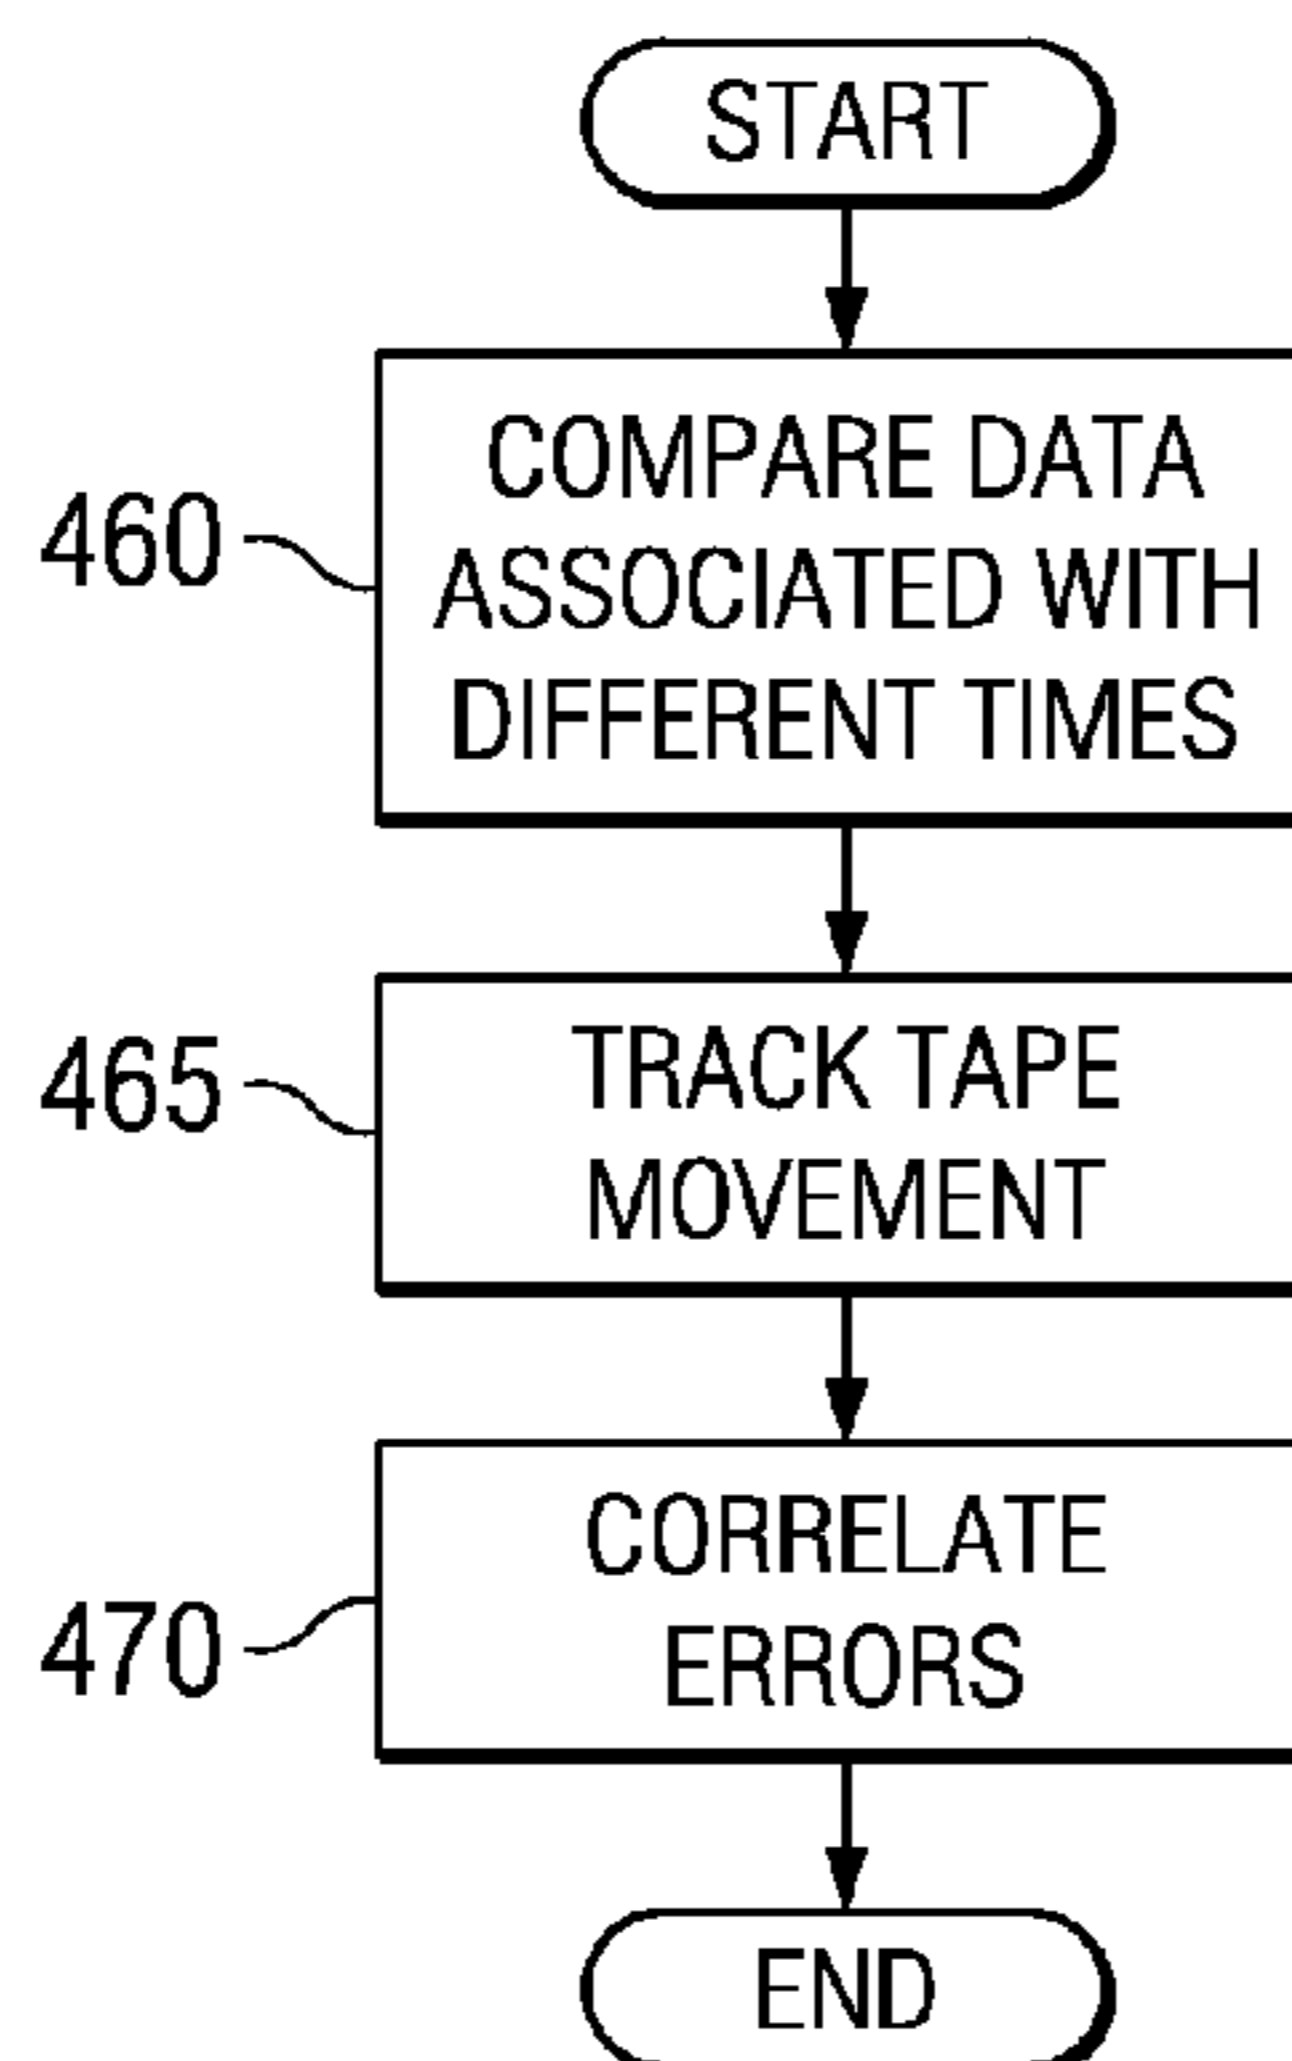 START
460
COMPARE DATA
ASSOCIATED WITH
DIFFERENT TIMES
465
TRACK TAPE
MOVEMENT
470
CORRELATE
ERRORS
END